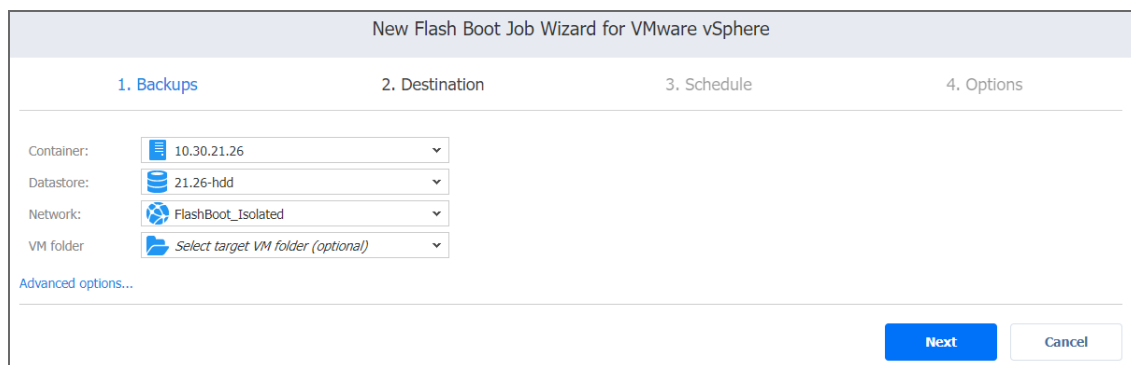 New Flash Boot Job Wizard for VMware vSphere
1. Backups 2. Destination 3. Schedule 4. Options
Container: 10.30.21.26
Datastore: 21.26-hdd
Network: FlashBoot_Isolated
VM folder Select target VM folder (optional)
Advanced options...
Next Cancel